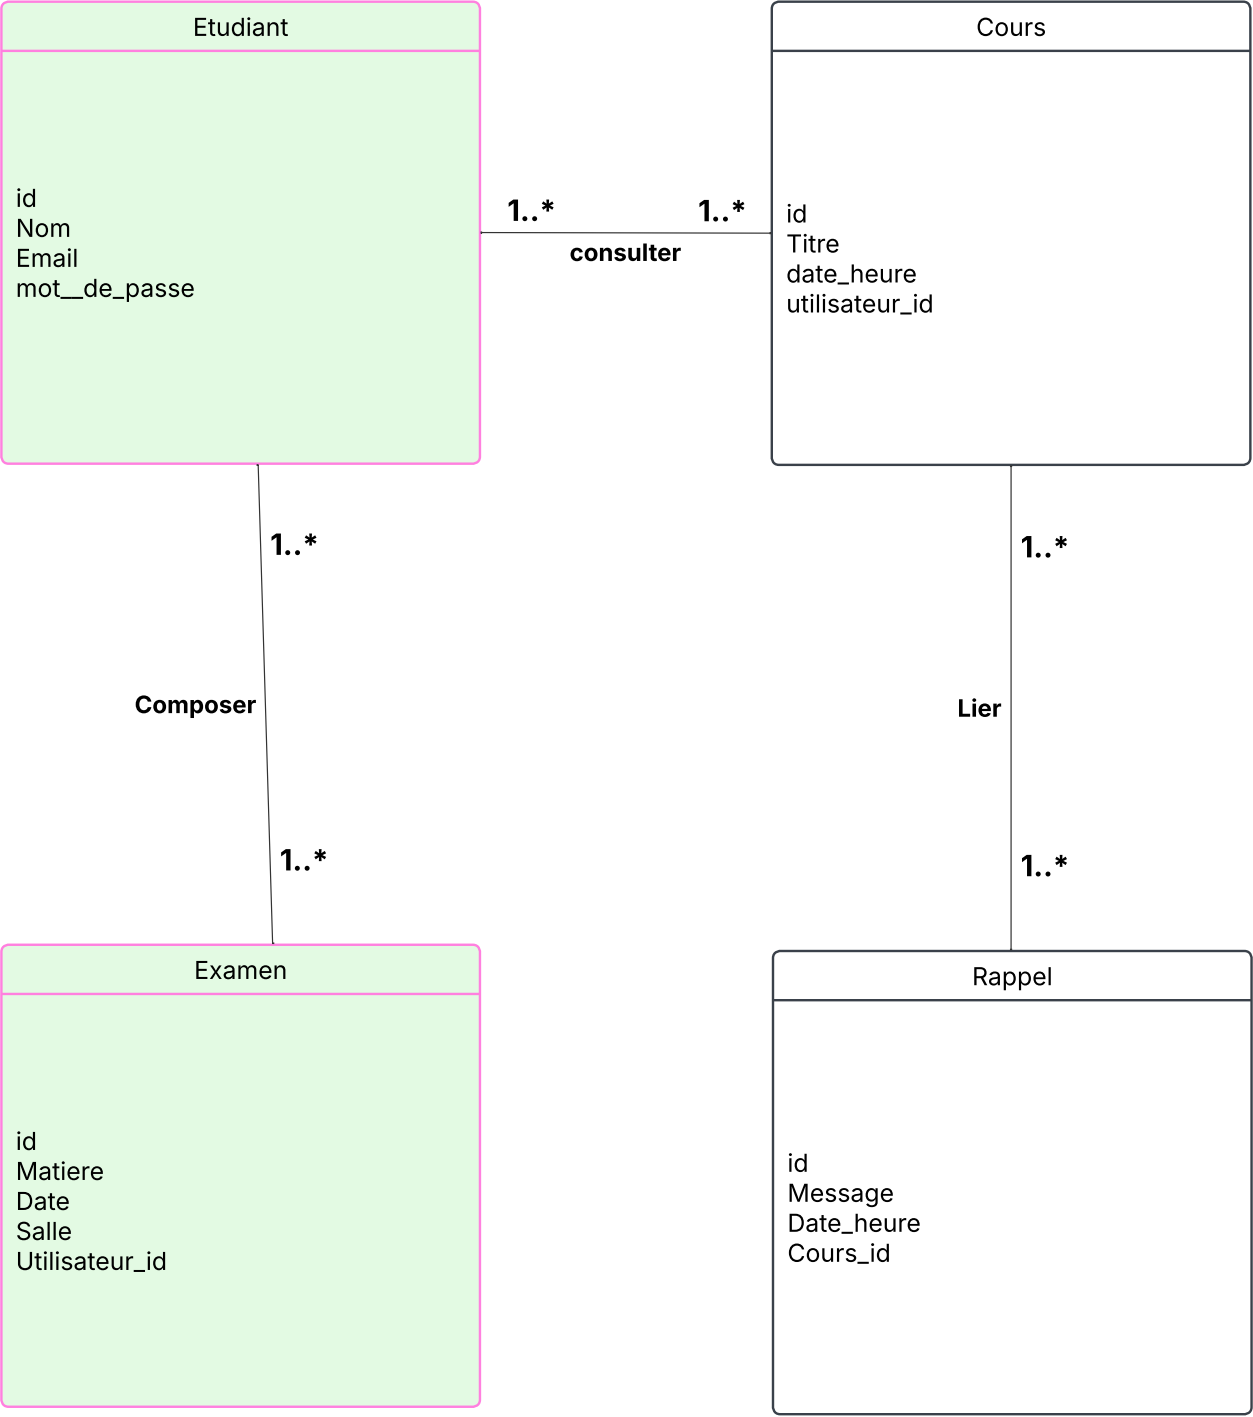 Etudiant
id
Nom
Email
mot__de_passe
Cours
id
Titre
date_heure
utilisateur_id
1..*
1..*
consulter
1..*
Composer
1..*
1..*
Lier
1..*
Examen
id
Matiere
Date
Salle
Utilisateur_id
Rappel
id
Message
Date_heure
Cours_id